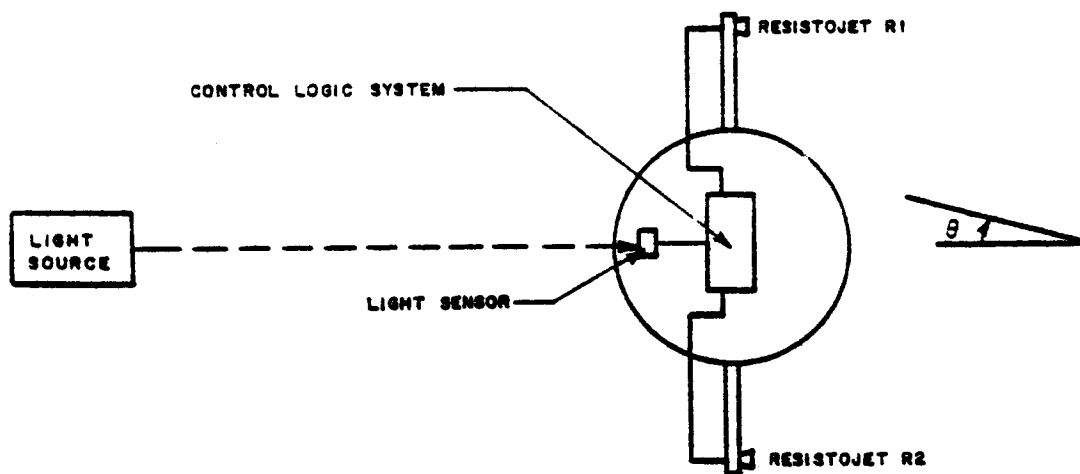 RESISTOJET R1
CONTROL LOGIC SYSTEM
LIGHT
SOURCE
θ
LIGHT SENSOR
RESISTOJET R2